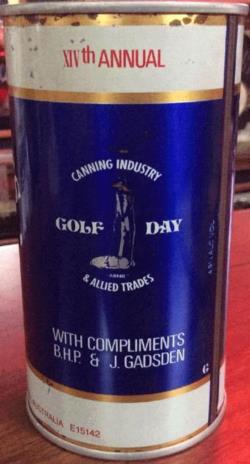 XIVth ANNUAL
CANNING INDUSTRY
GOLF DAY
& ALLIED TRADES
WITH COMPLIMENTS
B.H.P. & J. GADSDEN
G
AUSTRALIA E15142